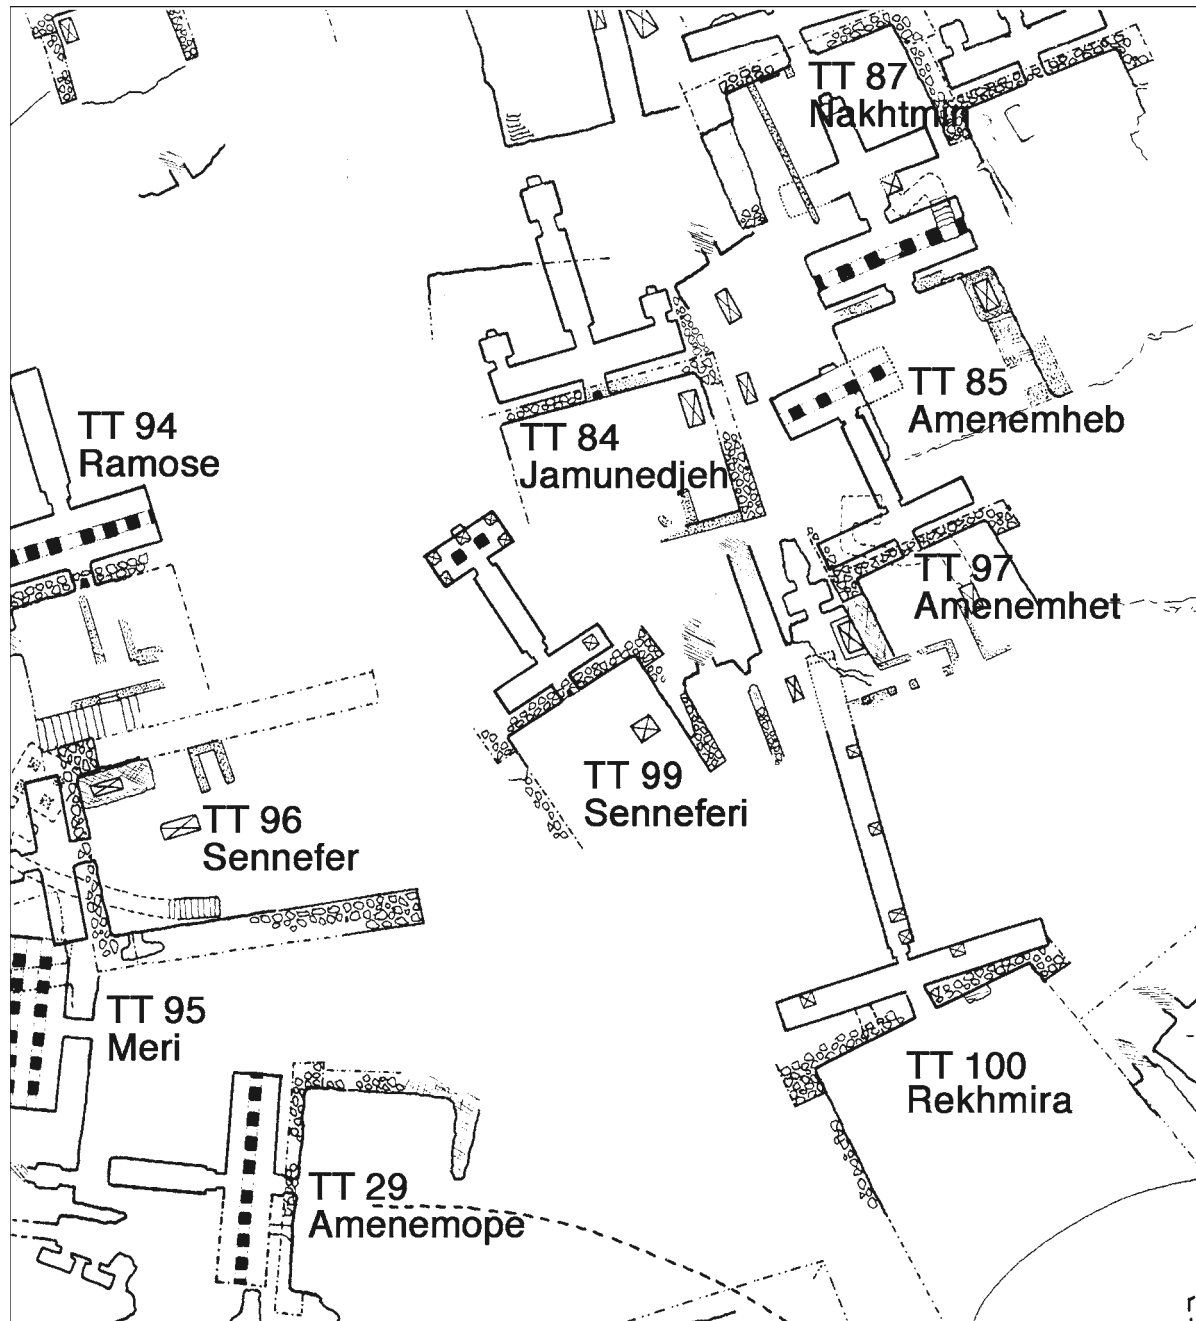 TT 87
Nakhtmin
TT 85
Amenemheb
TT 94
Ramose
TT 84
Jamunedjeh
TT 97
Amenemhet
TT 99
Senneferi
TT 96
Sennefer
TT 95
Meri
TT 100
Rekhmira
TT 29
Amenemope